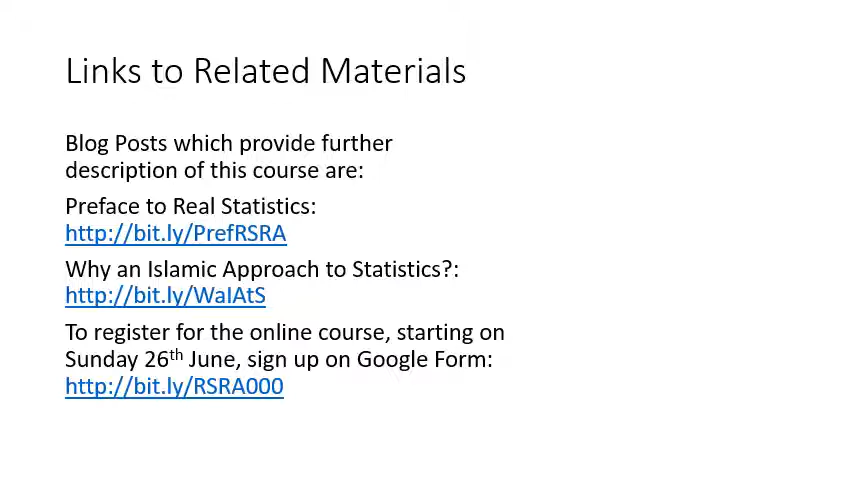 Links to Related Materials
Blog Posts which provide further
description of this course are:
Preface to Real Statistics:
http://bit.ly/PrefRSRA
Why an Islamic Approach to Statistics?:
http://bit.ly/WaIAtS
To register for the online course, starting on
Sunday 26th June, sign up on Google Form:
http://bit.ly/RSRA000